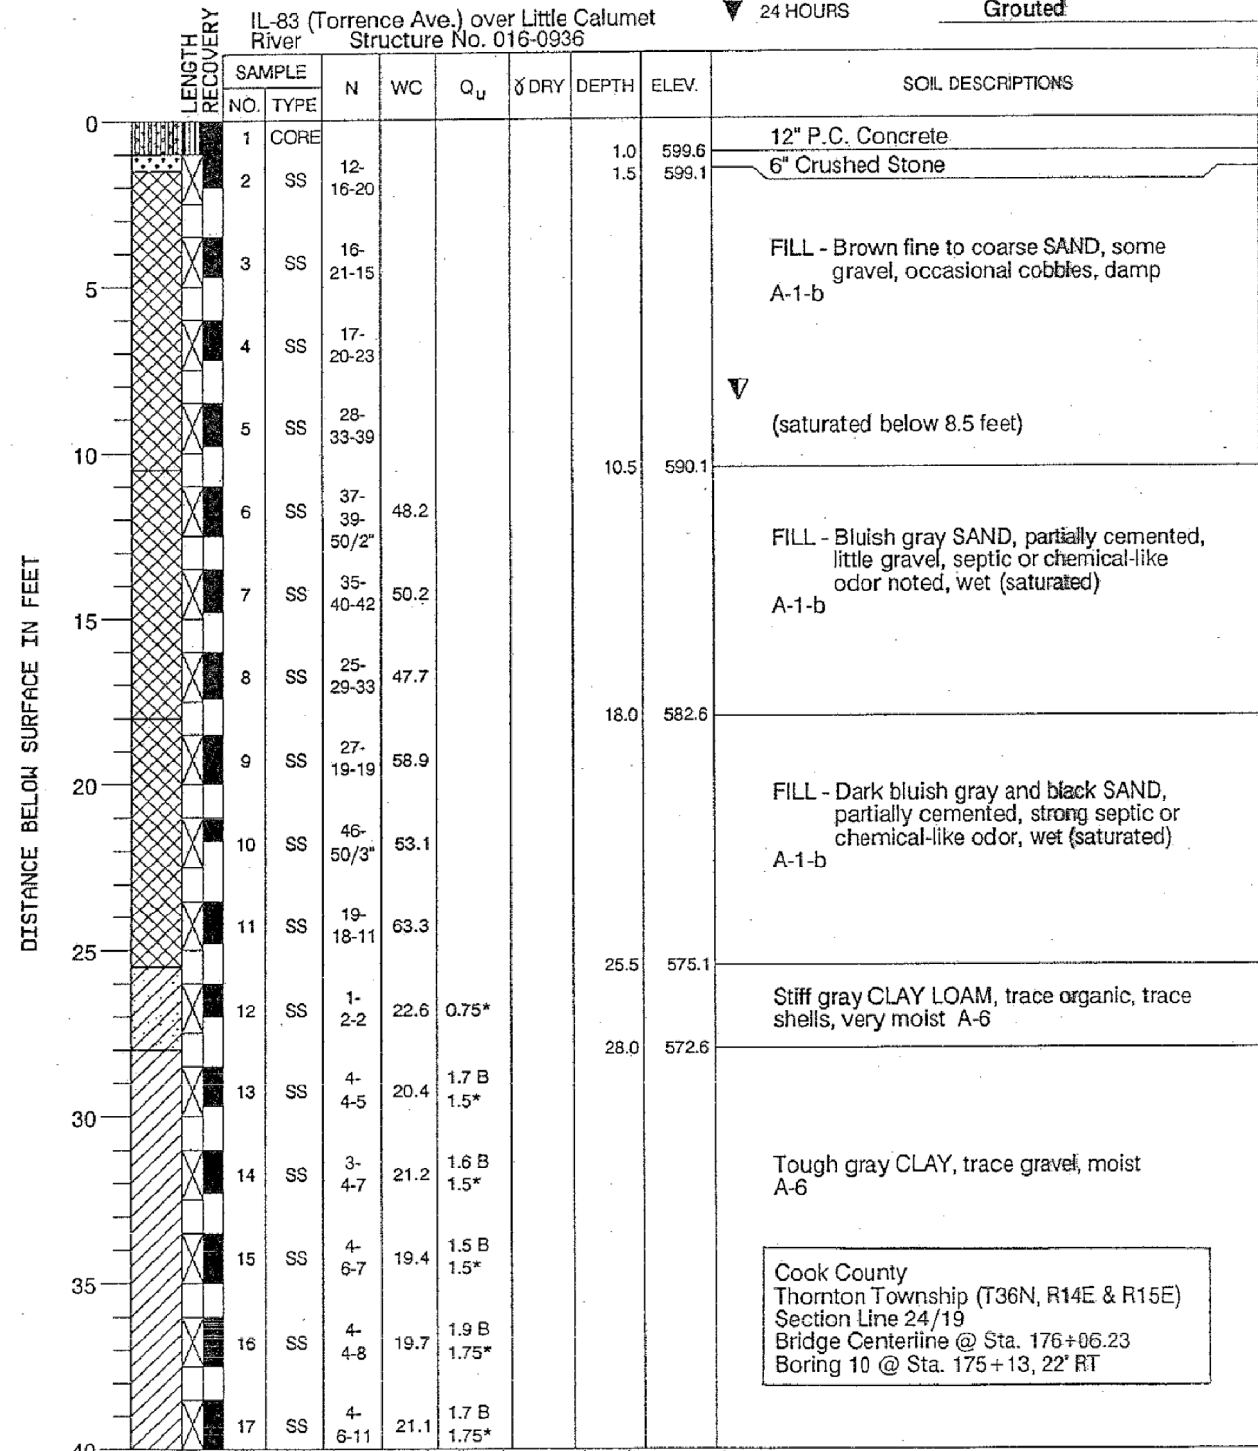 IL-83 (Torrence Ave.) over Little Calumet
River Structure No. 016-0936
24 HOURS Grouted
LENGTH
RECOVERY
SAMPLE
NO. TYPE N WC Qu γ DRY DEPTH ELEV. SOIL DESCRIPTIONS
DISTANCE BELOW SURFACE IN FEET
0
1 CORE
12" P.C. Concrete
1.0 599.6
6" Crushed Stone
1.5 599.1
2 SS 12-
16-20
3 SS 16-
21-15
FILL - Brown fine to coarse SAND, some
gravel, occasional cobbles, damp
A-1-b
5
4 SS 17-
20-23
5 SS 28-
33-39
(saturated below 8.5 feet)
10
10.5 590.1
6 SS 37-
39-
50/2" 48.2
FILL - Bluish gray SAND, partially cemented,
little gravel, septic or chemical-like
odor noted, wet (saturated)
A-1-b
7 SS 35-
40-42 50.2
15
8 SS 25-
29-33 47.7
18.0 582.6
9 SS 27-
19-19 58.9
20
FILL - Dark bluish gray and black SAND,
partially cemented, strong septic or
chemical-like odor, wet (saturated)
A-1-b
10 SS 46-
50/3" 53.1
11 SS 19-
18-11 63.3
25
25.5 575.1
12 SS 1-
2-2 22.6 0.75*
Stiff gray CLAY LOAM, trace organic, trace
shells, very moist A-6
28.0 572.6
13 SS 4-
4-5 20.4 1.7 B
1.5*
30
14 SS 3-
4-7 21.2 1.6 B
1.5*
Tough gray CLAY, trace gravel, moist
A-6
15 SS 4-
6-7 19.4 1.5 B
1.5*
35
16 SS 4-
4-8 19.7 1.9 B
1.75*
Cook County
Thornton Township (T36N, R14E & R15E)
Section Line 24/19
Bridge Centerline @ Sta. 176+06.23
Boring 10 @ Sta. 175+13, 22' RT
17 SS 4-
6-11 21.1 1.7 B
1.75*
40